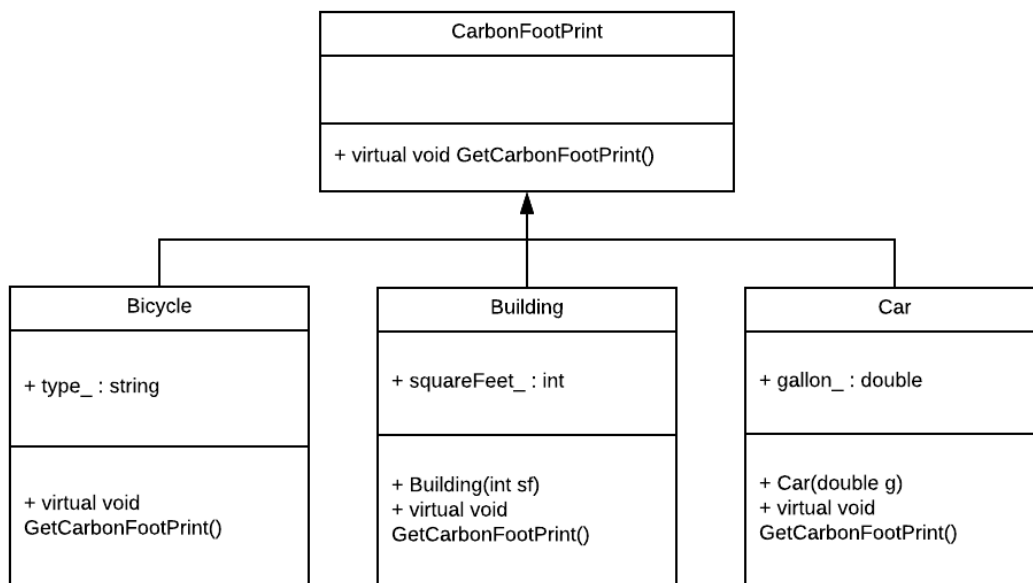 CarbonFootPrint
+ virtual void GetCarbonFootPrint()
Bicycle
+ type_ : string
+ virtual void
GetCarbonFootPrint()
Building
+ squareFeet_ : int
+ Building(int sf)
+ virtual void
GetCarbonFootPrint()
Car
+ gallon_ : double
+ Car(double g)
+ virtual void
GetCarbonFootPrint()